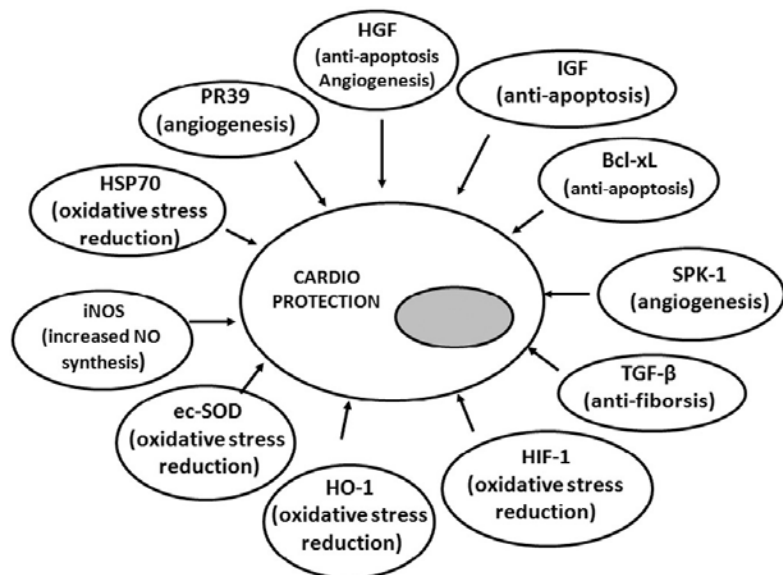 HGF
(anti-apoptosis
Angiogenesis)
IGF
(anti-apoptosis)
PR39
(angiogenesis)
Bcl-xL
(anti-apoptosis)
HSP70
(oxidative stress
reduction)
CARDIO
PROTECTION
SPK-1
(angiogenesis)
iNOS
(increased NO
synthesis)
TGF-β
(anti-fiborsis)
ec-SOD
(oxidative stress
reduction)
HIF-1
(oxidative stress
reduction)
HO-1
(oxidative stress
reduction)